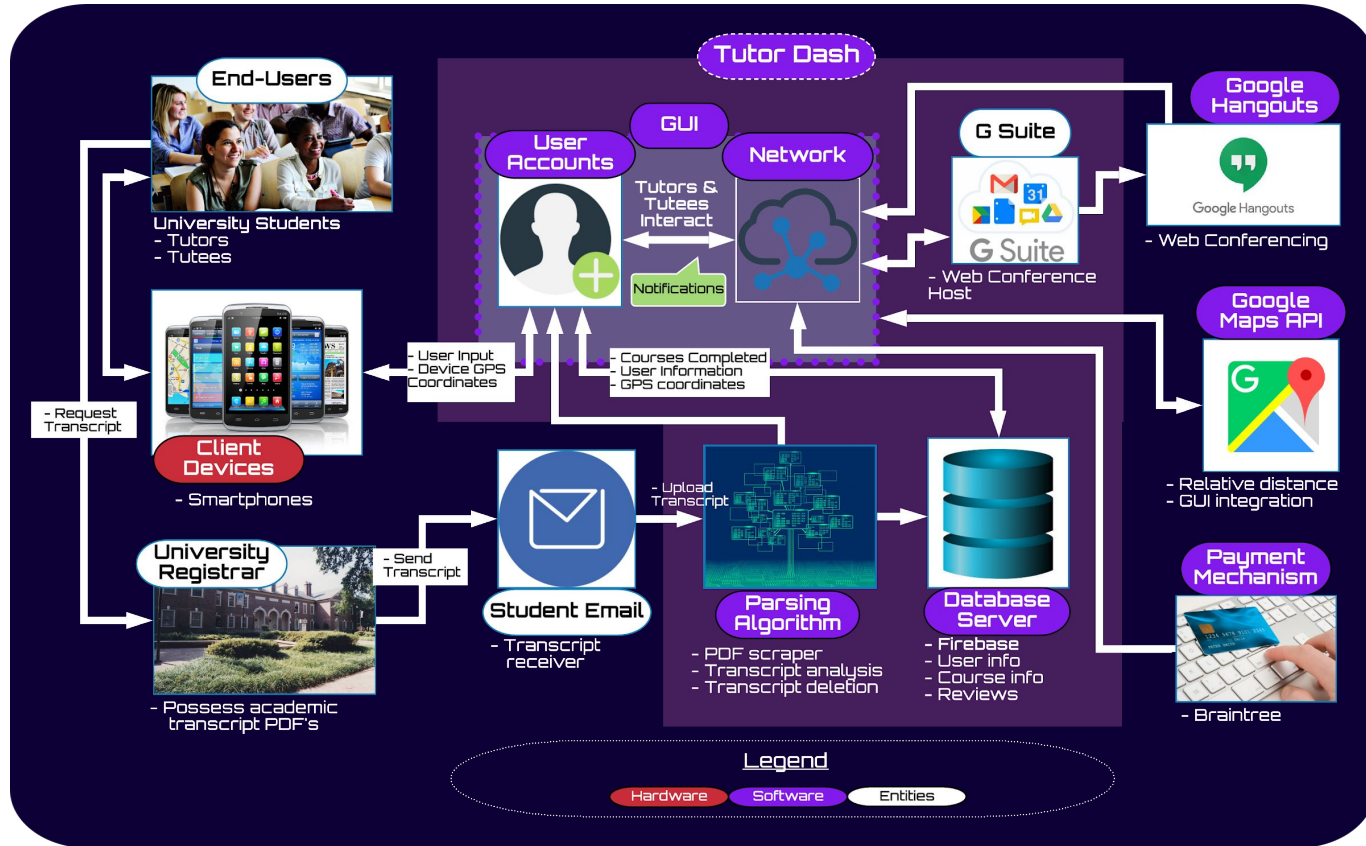 Tutor Dash
End-Users
University Students
- Tutors
- Tutees
GUI
User
Accounts
Network
Tutors &
Tutees
Interact
Notifications
G Suite
31
G Suite
- Web Conference
Host
Google
Hangouts
Google Hangouts
- Web Conferencing
Google
Maps API
G
- Relative distance
- GUI integration
- User Input
- Device GPS
Coordinates
- Courses Completed
- User Information
- GPS coordinates
- Request
Transcript
Client
Devices
- Smartphones
University
Registrar
- Possess academic
transcript PDF's
- Send
Transcript
Student Email
- Transcript
receiver
- Upload
Transcript
Parsing
Algorithm
- PDF scraper
- Transcript analysis
- Transcript deletion
Database
Server
- Firebase
- User info
- Course info
- Reviews
Payment
Mechanism
- Braintree
Legend
Hardware
Software
Entities